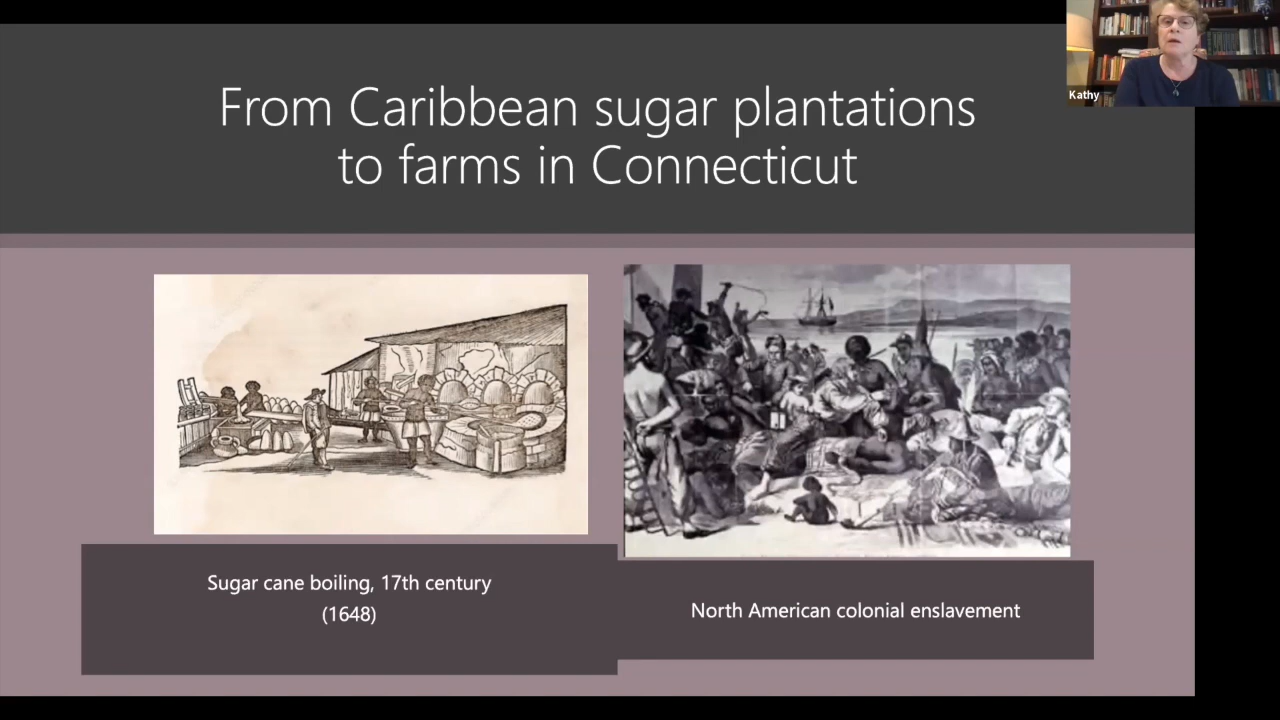 From Caribbean sugar plantations
to farms in Connecticut
Kathy
Sugar cane boiling, 17th century
(1648)
North American colonial enslavement